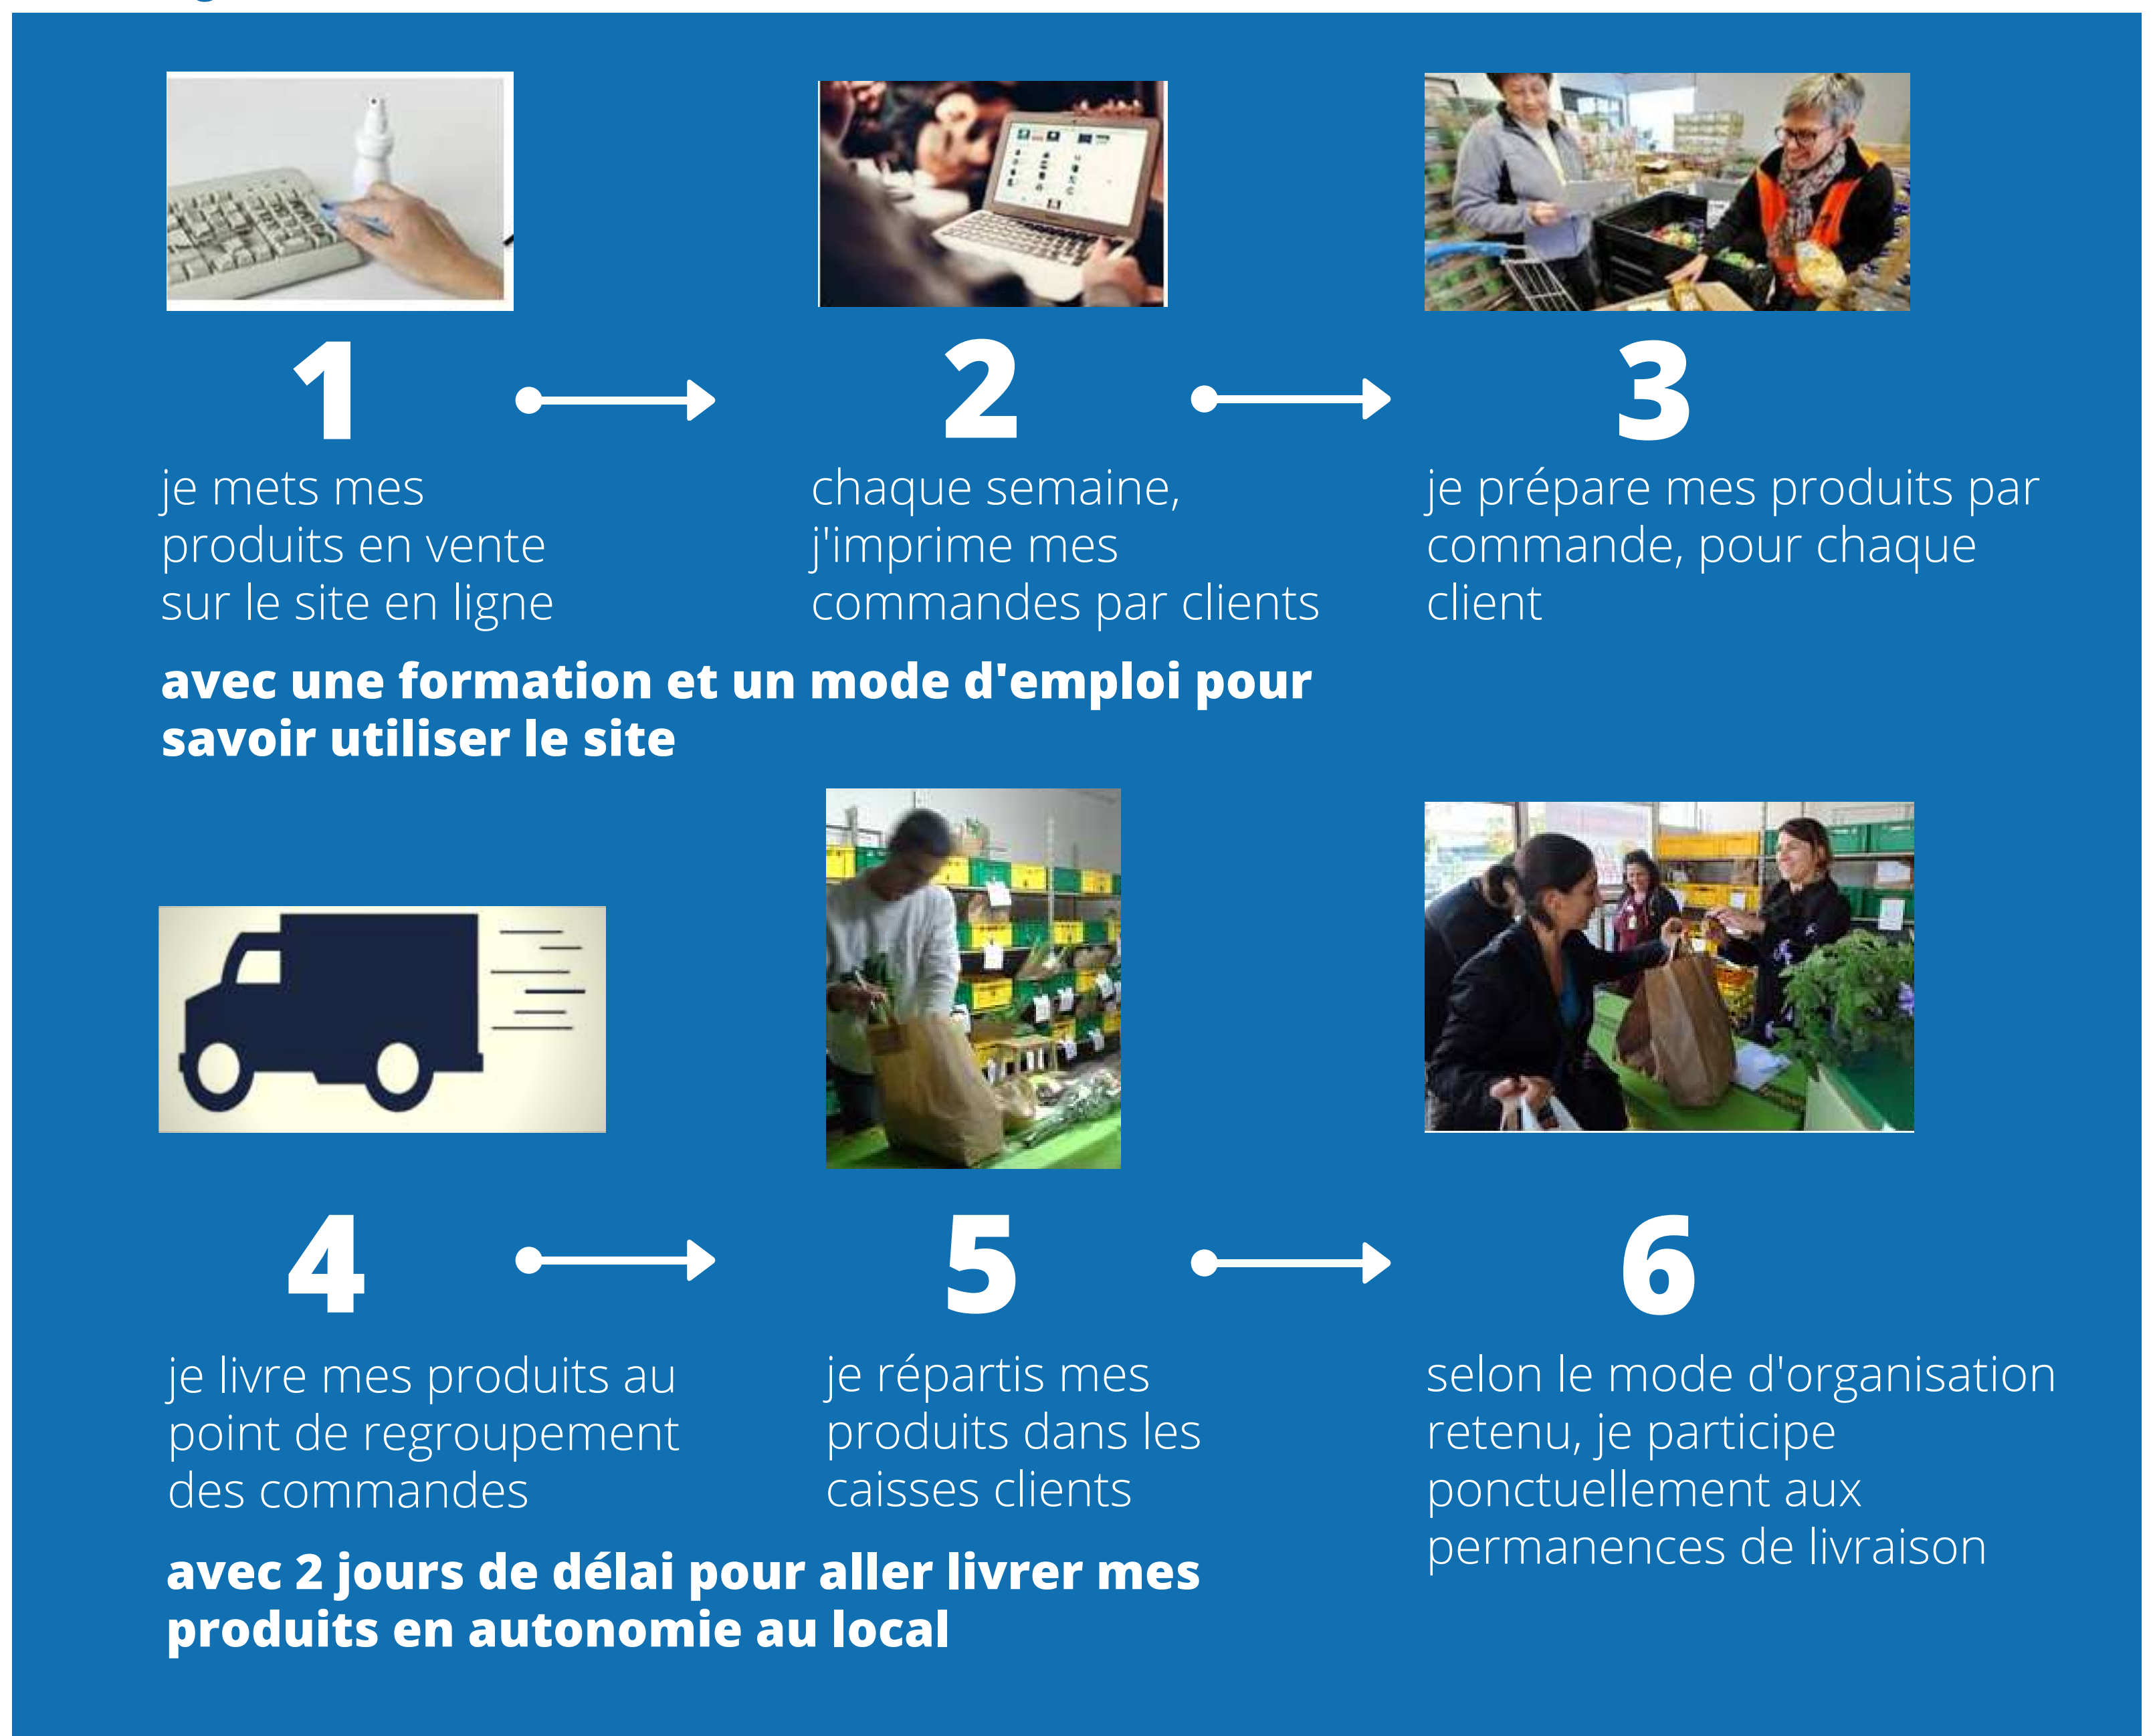 1
2
3
je mets mes
produits en vente
sur le site en ligne
chaque semaine,
j'imprime mes
commandes par clients
je prépare mes produits par
commande, pour chaque
client
avec une formation et un mode d'emploi pour
savoir utiliser le site
4
5
6
je livre mes produits au
point de regroupement
des commandes
je répartis mes
produits dans les
caisses clients
selon le mode d'organisation
retenu, je participe
ponctuellement aux
permanences de livraison
avec 2 jours de délai pour aller livrer mes
produits en autonomie au local